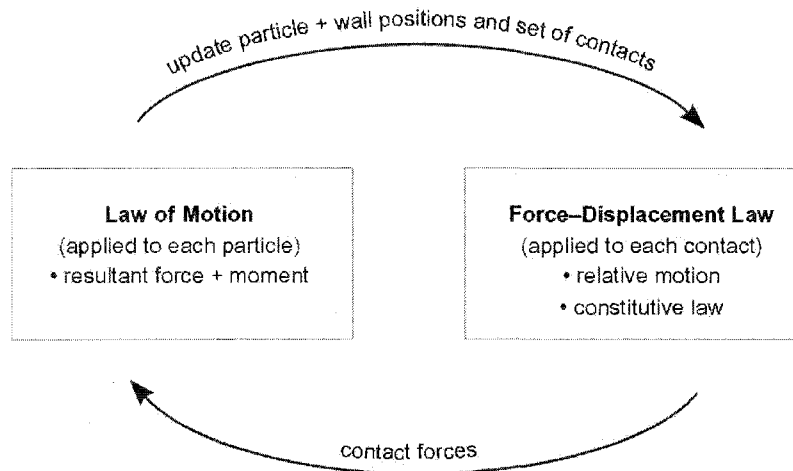 update particle + wall positions and set of contacts
Law of Motion
(applied to each particle)
• resultant force + moment
Force–Displacement Law
(applied to each contact)
• relative motion
• constitutive law
contact forces